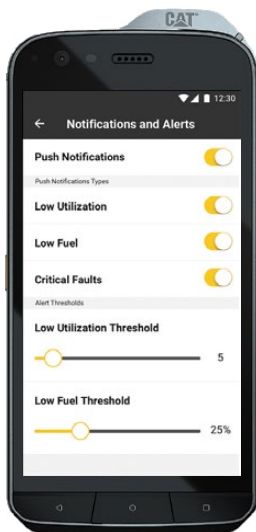 CAT
12:30
Notifications and Alerts
Push Notifications
Push Notifications Types
Low Utilization
Low Fuel
Critical Faults
Alert Thresholds
Low Utilization Threshold
5
Low Fuel Threshold
25%